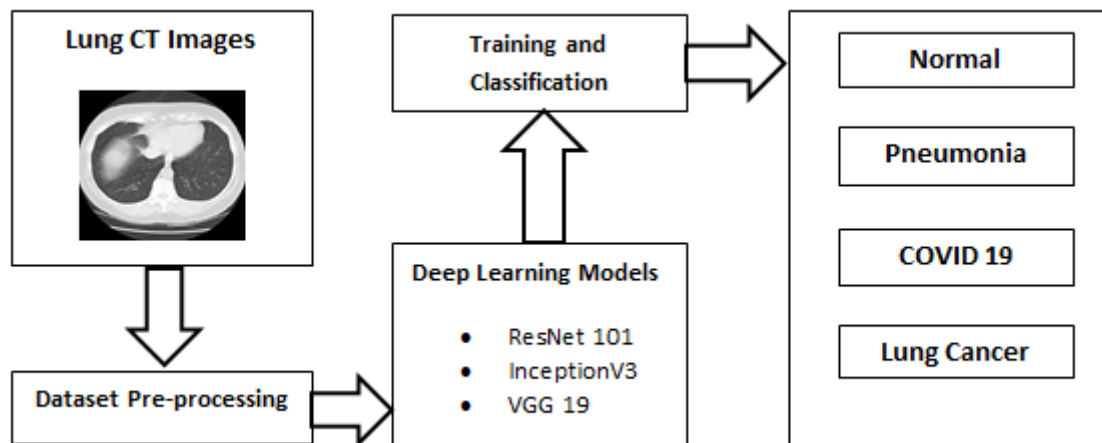 Lung CT Images
Dataset Pre-processing
Deep Learning Models
• ResNet 101
• InceptionV3
• VGG 19
Training and
Classification
Normal
Pneumonia
COVID 19
Lung Cancer